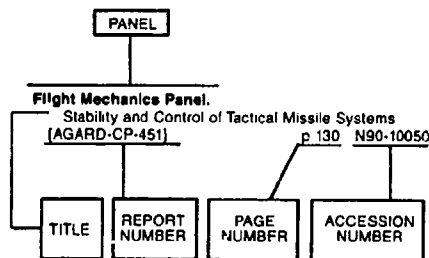 PANEL
Flight Mechanics Panel.
Stability and Control of Tactical Missile Systems
[AGARD-CP-451] p 130 N90-10050
TITLE REPORT NUMBER PAGE NUMBER ACCESSION NUMBER